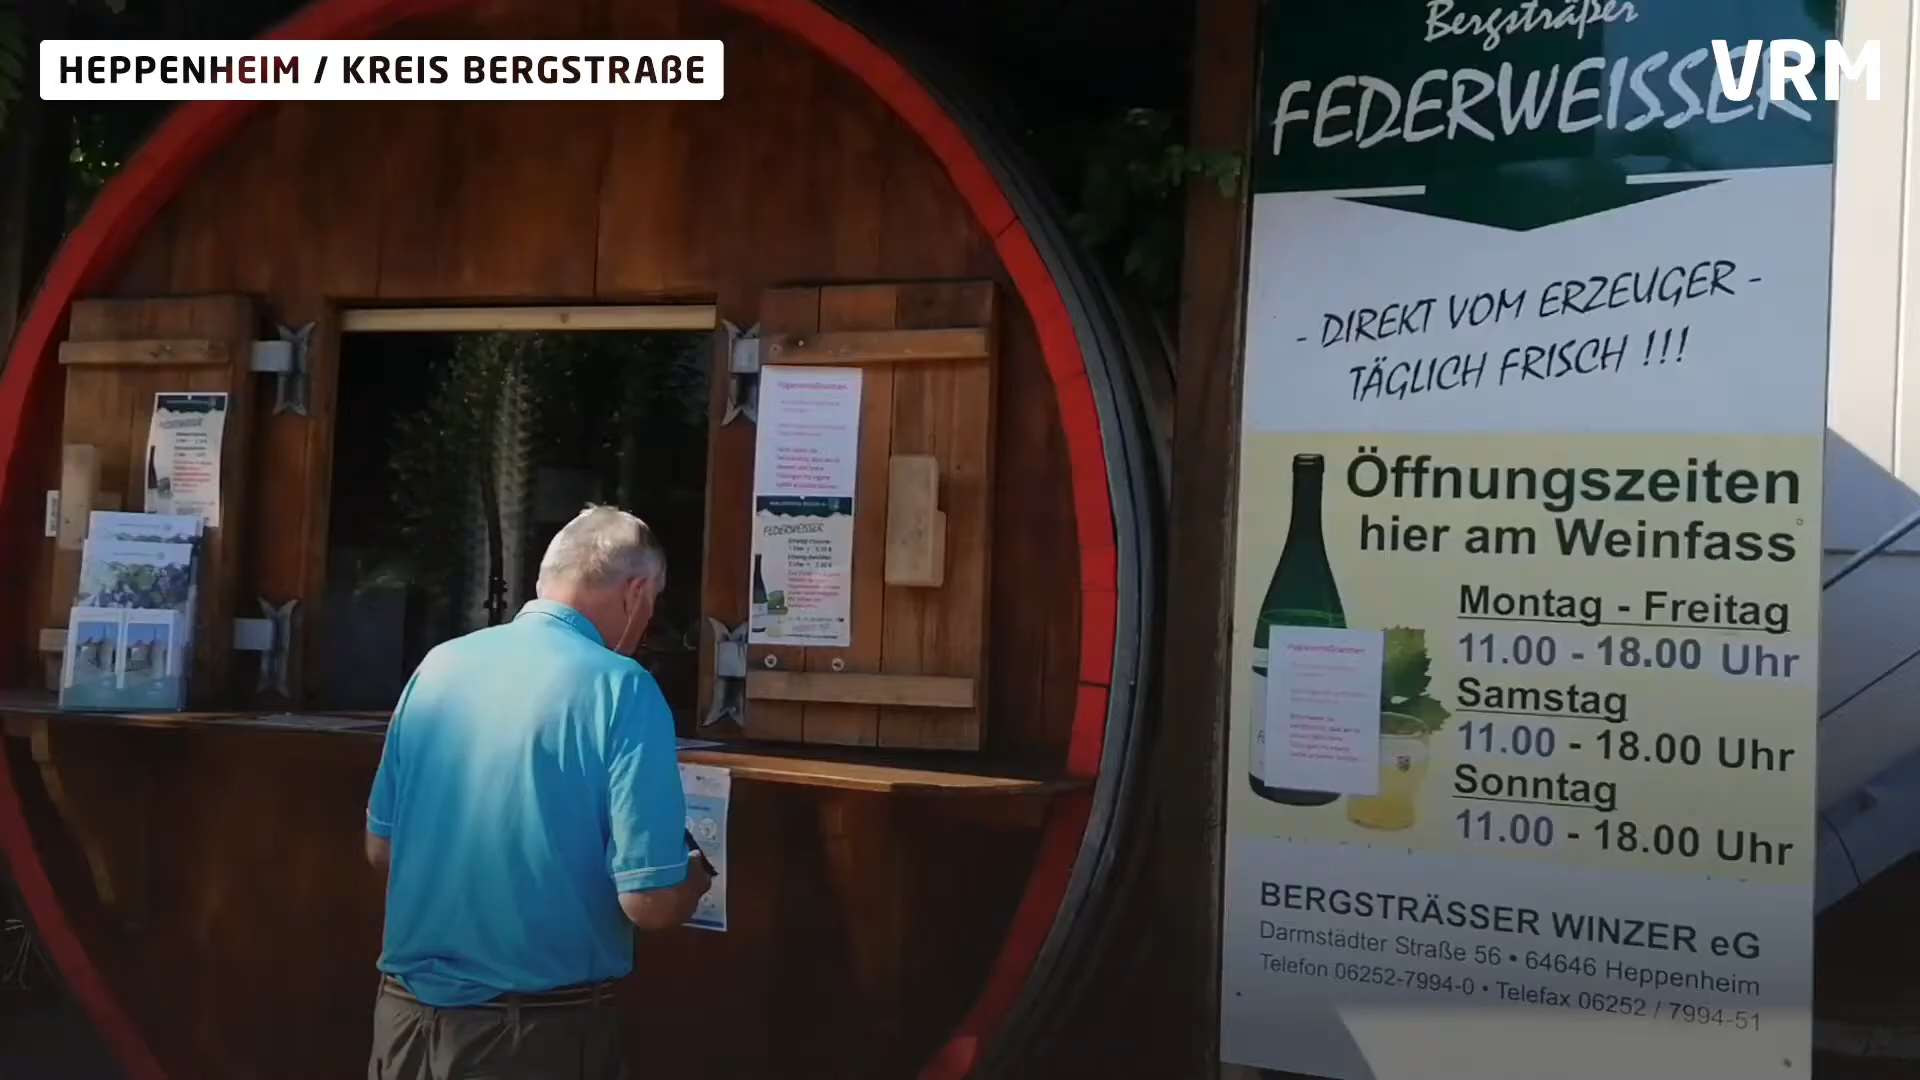 HEPPENHEIM / KREIS BERGSTRAßE
VRM
Bergsträßer
FEDERWEISSER
- DIREKT VOM ERZEUGER -
TÄGLICH FRISCH !!!
Öffnungszeiten
hier am Weinfass
Montag - Freitag
11.00 - 18.00 Uhr
Samstag
11.00 - 18.00 Uhr
Sonntag
11.00 - 18.00 Uhr
BERGSTRÄSSER WINZER eG
Darmstädter Straße 56 • 64646 Heppenheim
Telefon 06252-7994-0 • Telefax 06252 / 7994-51
FEDERWEISSER
FEDERWEISSER